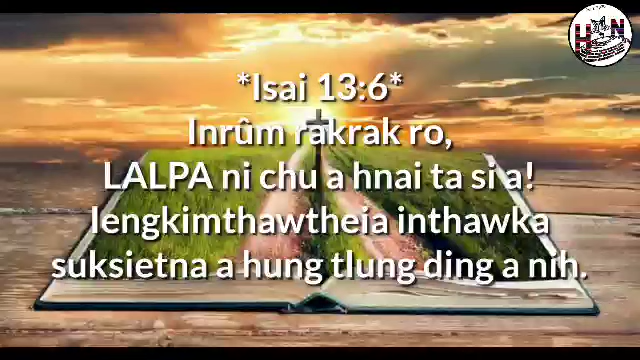 *Isai 13:6*
Inrûm rakrak ro,
LALPA ni chu a hnai ta si a!
Iengkimthawtheia inthawka
suksietna a hung tlung ding a nih.
H N